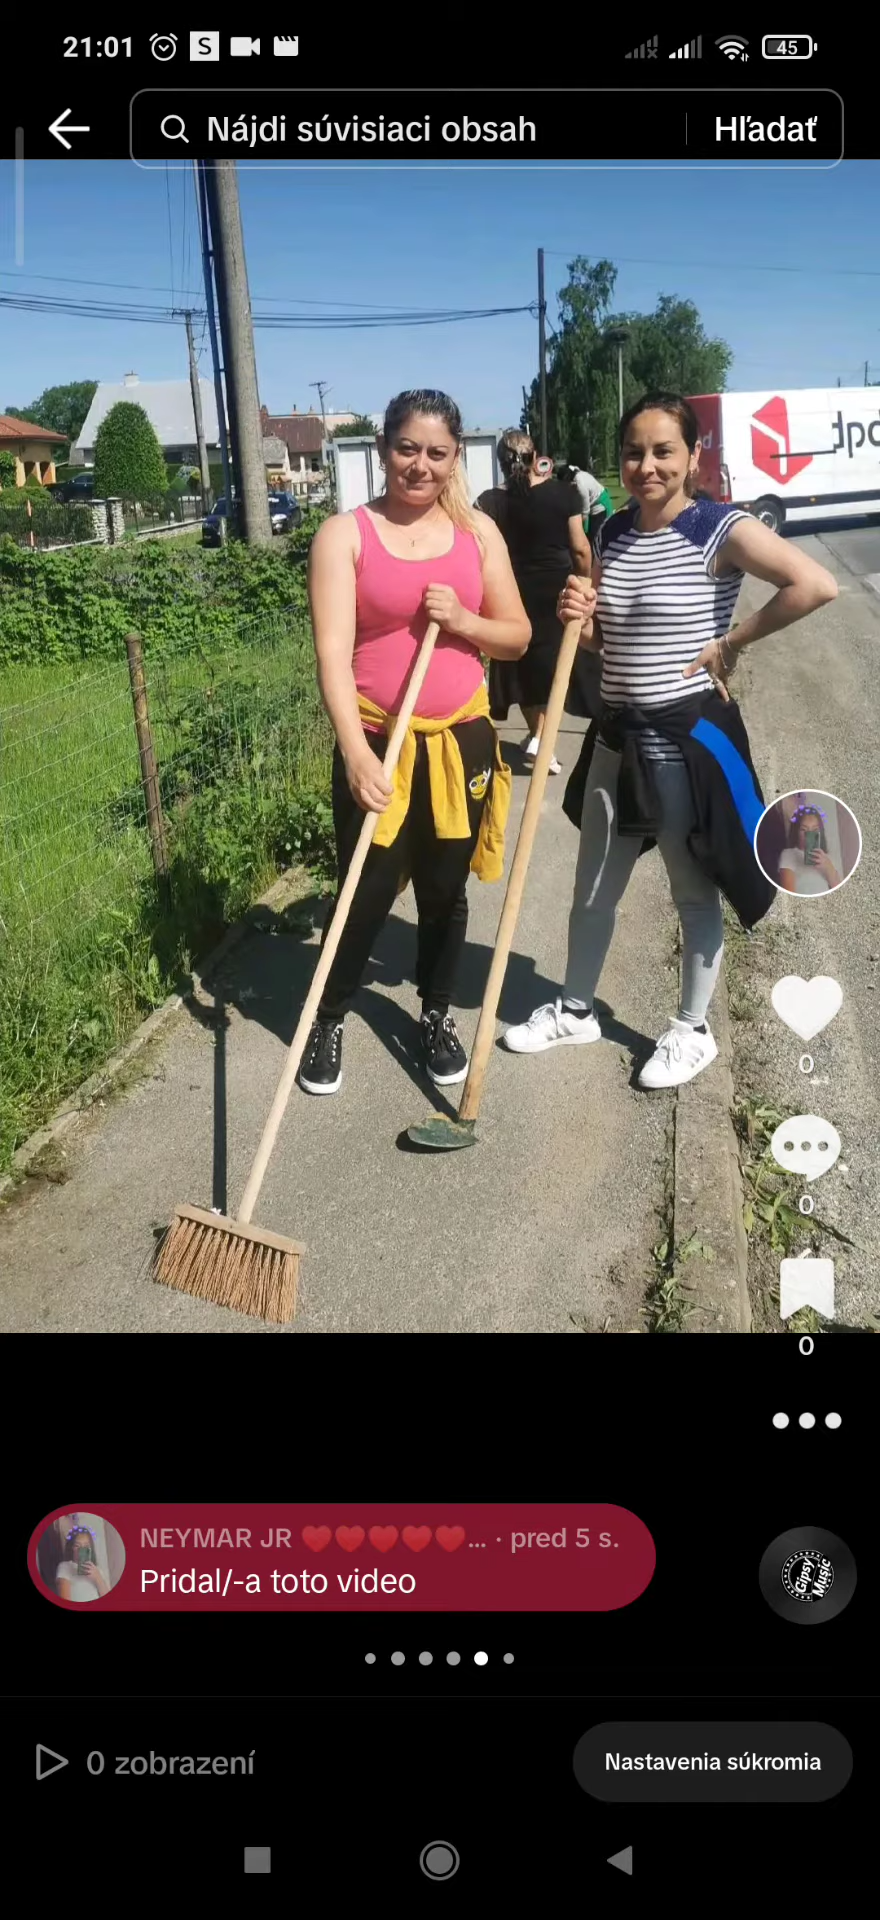 21:01
S
45
Nájdi súvisiaci obsah
Hľadať
dpd
0
0
0
NEYMAR JR ❤️❤️❤️❤️❤️... · pred 5 s.
Pridal/-a toto video
Gipsy
Music
0 zobrazení
Nastavenia súkromia